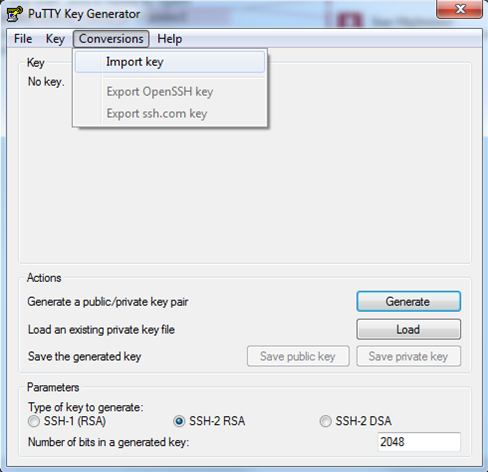 PuTTY Key Generator
File Key Conversions Help
Import key
Export OpenSSH key
Export ssh.com key
Key
No key.
Actions
Generate a public/private key pair
Generate
Load an existing private key file
Load
Save the generated key
Save public key
Save private key
Parameters
Type of key to generate:
SSH-1 (RSA)
SSH-2 RSA
SSH-2 DSA
Number of bits in a generated key:
2048